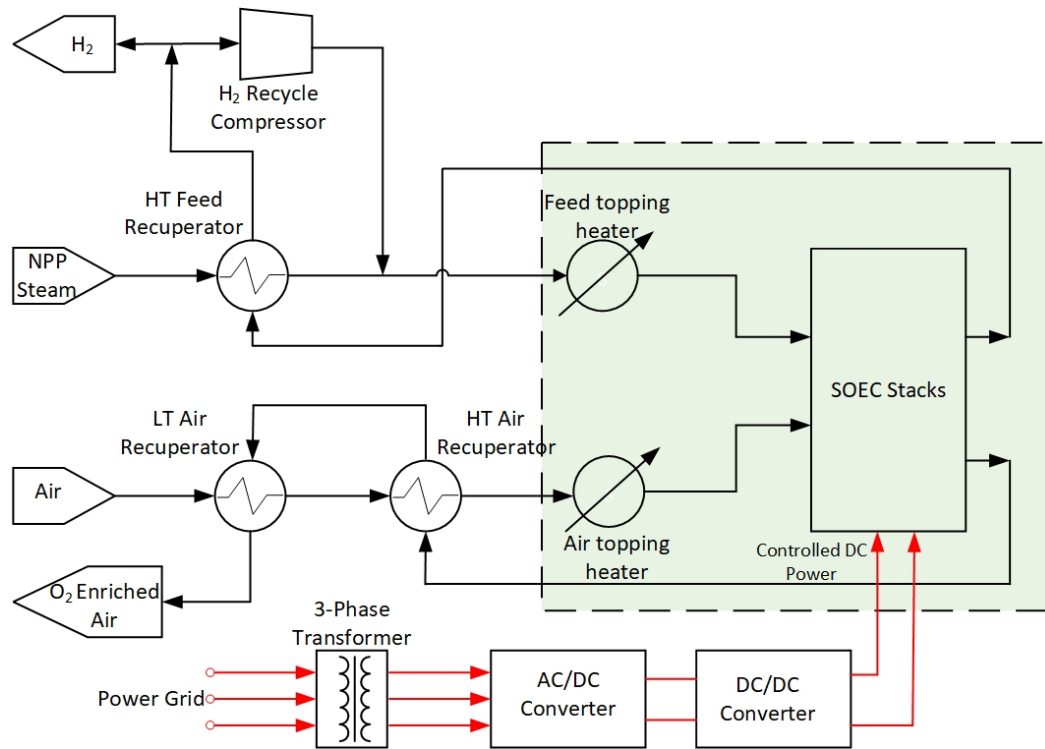 H₂
H₂ Recycle
Compressor
HT Feed
Recuperator
Feed topping
heater
NPP
Steam
SOEC Stacks
LT Air
Recuperator
HT Air
Recuperator
Air
Air topping
heater
Controlled DC
Power
O₂ Enriched
Air
3-Phase
Transformer
Power Grid
AC/DC
Converter
DC/DC
Converter